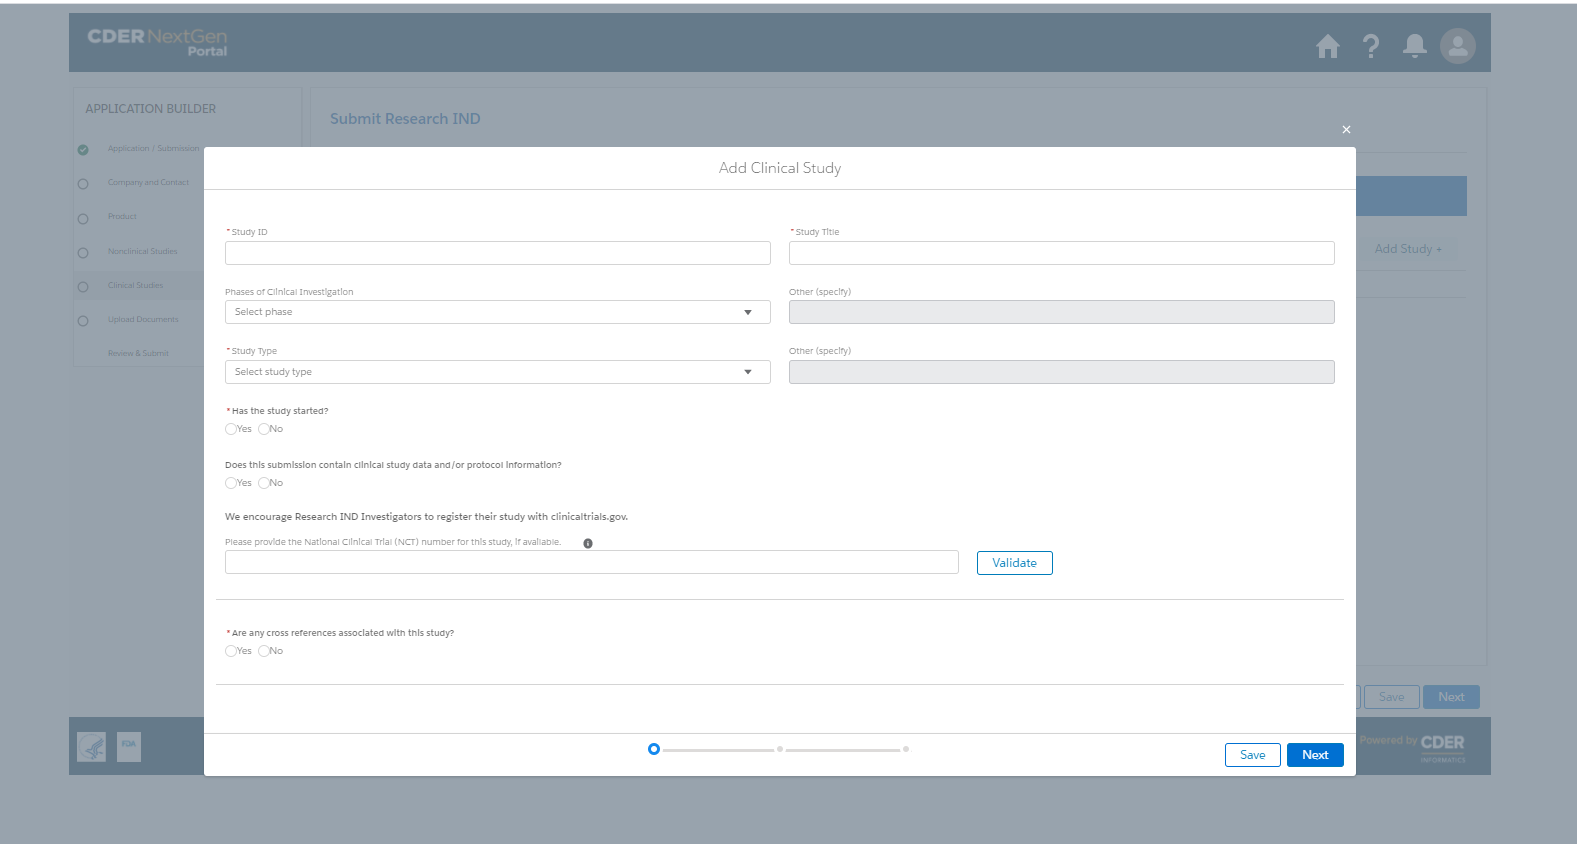 CDER NextGen
Portal
APPLICATION BUILDER
Application / Submission
Company and Contact
Product
Nonclinical Studies
Clinical Studies
Upload Documents
Review & Submit
Submit Research IND
Add Study +
×
Add Clinical Study
* Study ID
* Study Title
Phases of Clinical Investigation
Other (specify)
Select phase
* Study Type
Other (specify)
Select study type
* Has the study started?
Yes No
Does this submission contain clinical study data and/or protocol information?
Yes No
We encourage Research IND Investigators to register their study with clinicaltrials.gov.
Please provide the National Clinical Trial (NCT) number for this study, if available.
Validate
* Are any cross references associated with this study?
Yes No
Save Next
Save Next
FDA
Powered by CDER
INFORMATICS